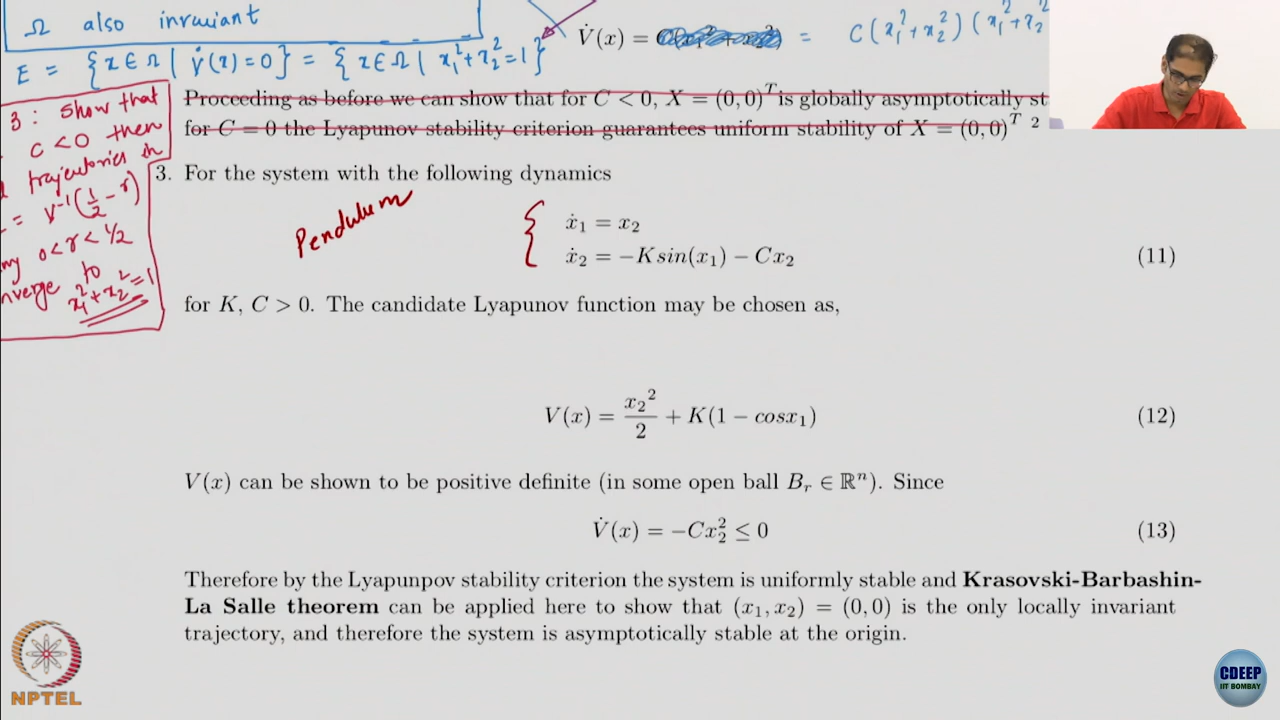 Ω also invariant
E = {x ∈ Ω | V̇(x) = 0} = {x ∈ Ω | x₁² + x₂² = 1}
V̇(x) = = C(x₁² + x₂²)(x₁² + x₂²
Proceeding as before we can show that for C < 0, X = (0, 0)ᵀ is globally asymptotically st
for C = 0 the Lyapunov stability criterion guarantees uniform stability of X = (0, 0)ᵀ 2
3 : Show that
C < 0 then
trajectories in
= V⁻¹(½ − r)
0 < r < 1/2
to
x₁² + x₂² = 1
3. For the system with the following dynamics
Pendulum
ẋ₁ = x₂
ẋ₂ = −Ksin(x₁) − Cx₂ (11)
for K, C > 0. The candidate Lyapunov function may be chosen as,
V(x) = x₂²/2 + K(1 − cosx₁) (12)
V(x) can be shown to be positive definite (in some open ball Bᵣ ∈ ℝⁿ). Since
V̇(x) = −Cx₂² ≤ 0 (13)
Therefore by the Lyapunpov stability criterion the system is uniformly stable and Krasovski-Barbashin-
La Salle theorem can be applied here to show that (x₁, x₂) = (0, 0) is the only locally invariant
trajectory, and therefore the system is asymptotically stable at the origin.
NPTEL
CDEEP
IIT BOMBAY